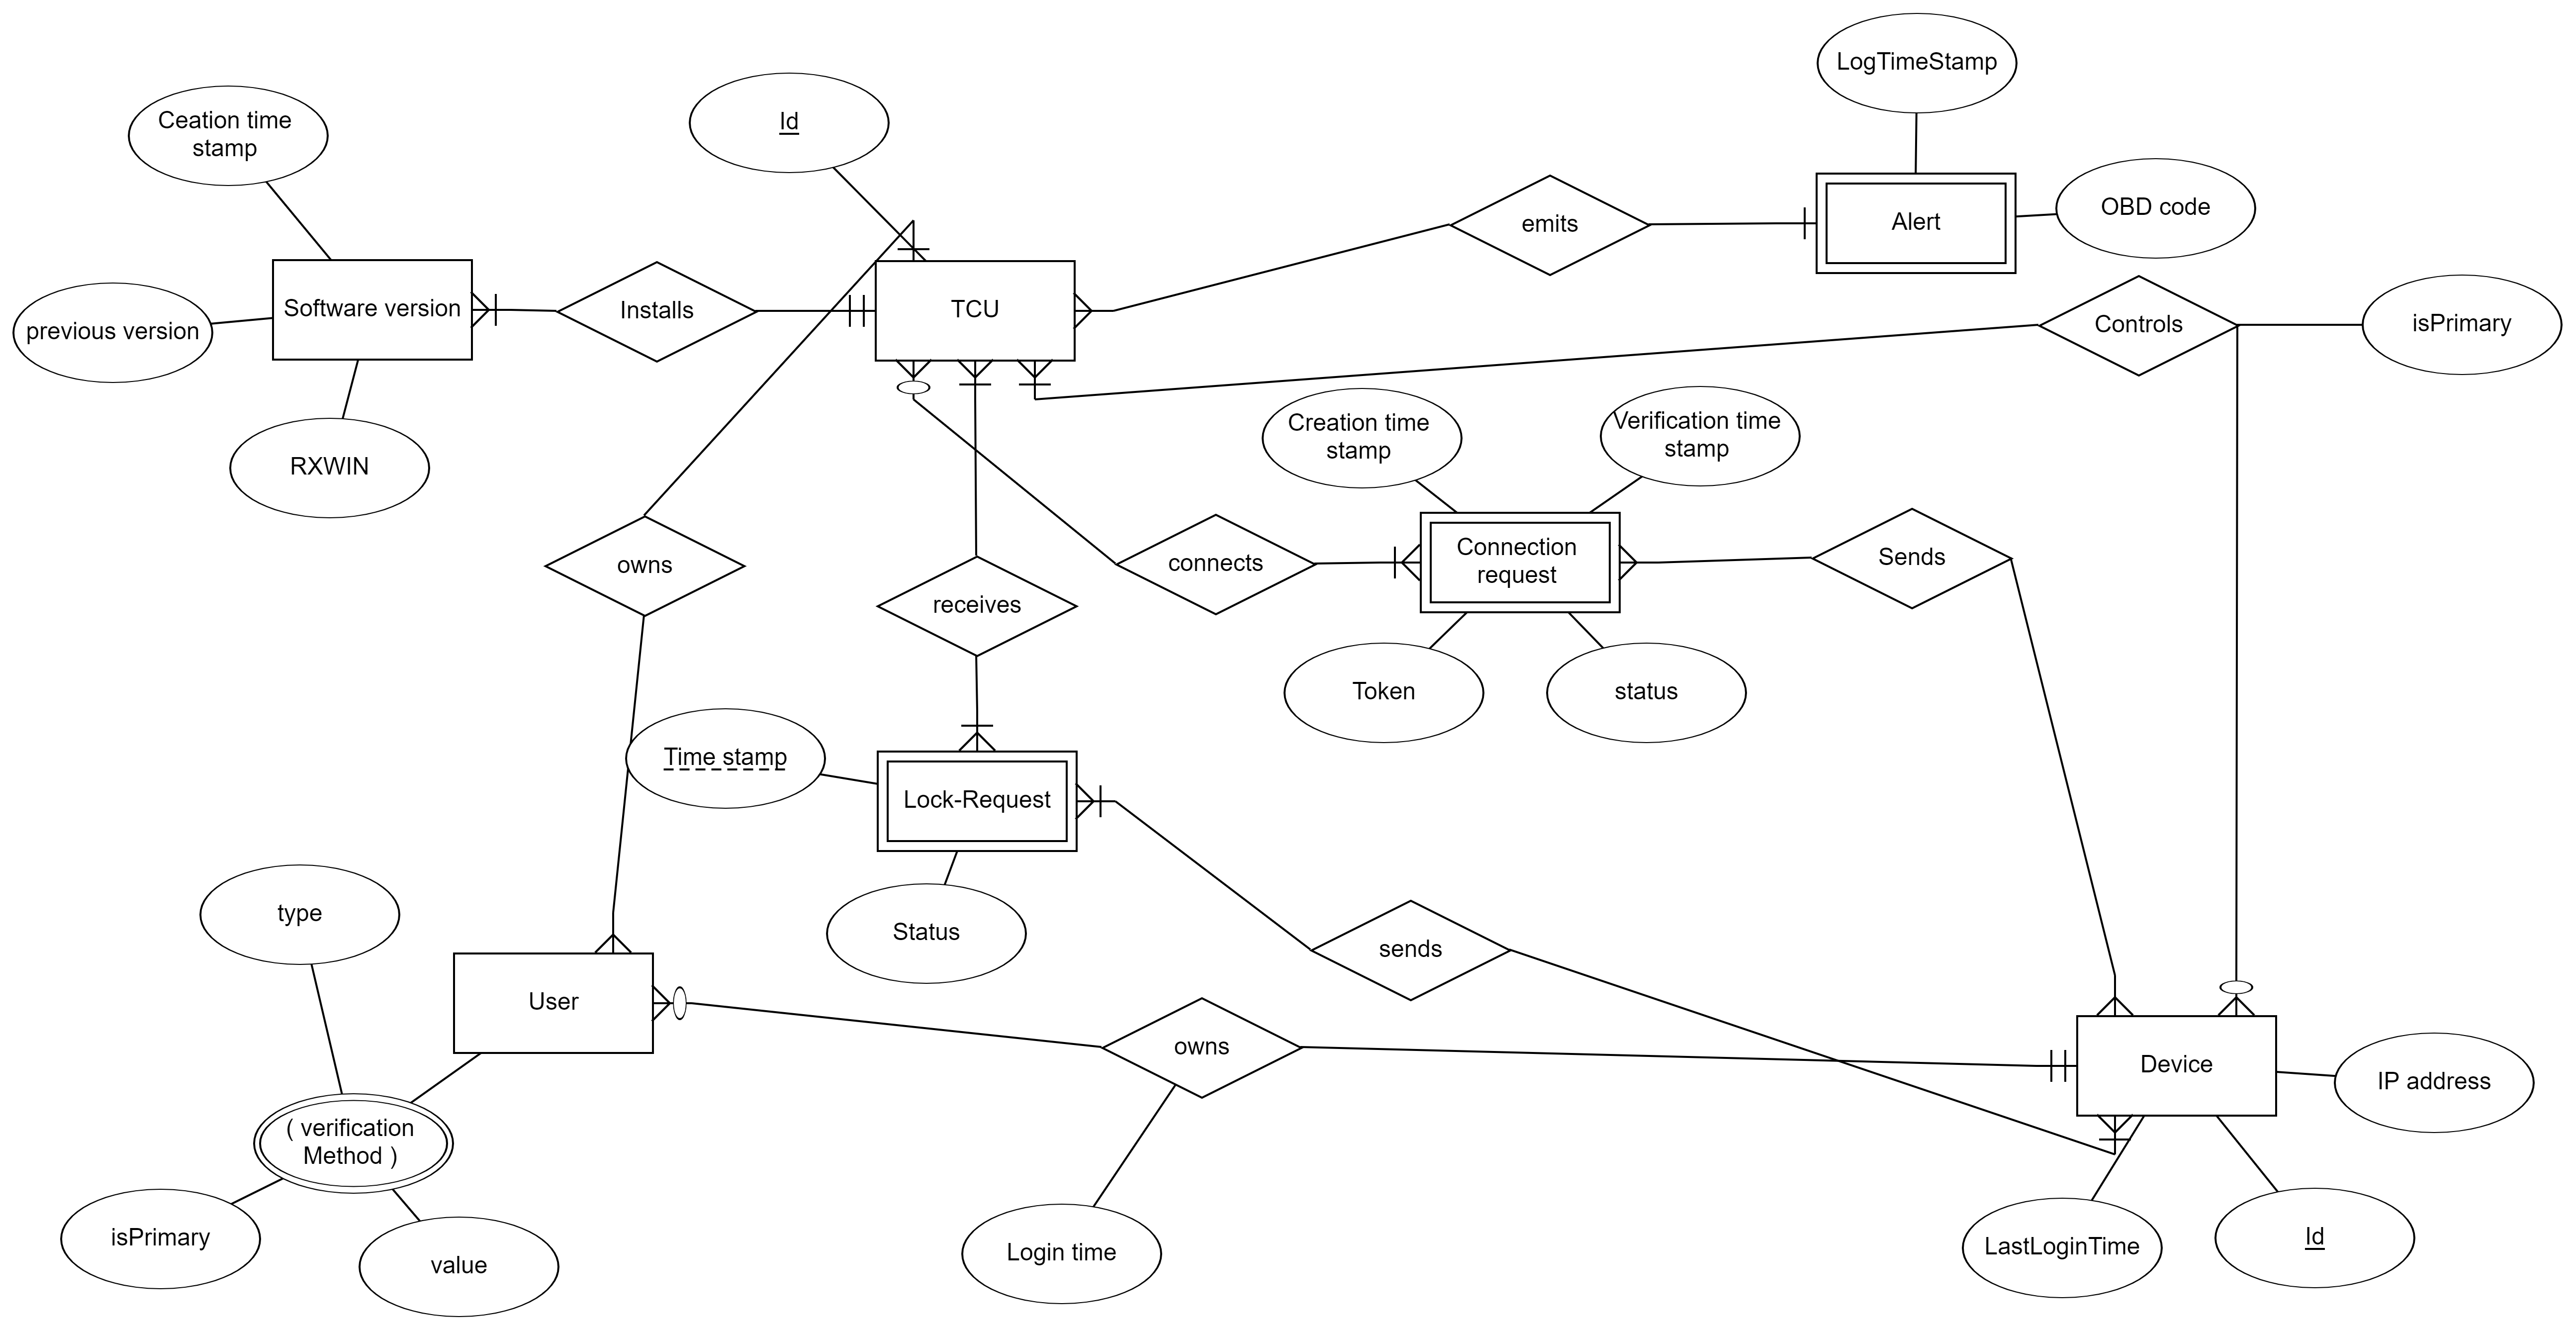 LogTimeStamp
Ceation time
stamp
Id
OBD code
Alert
emits
Software version
Installs
TCU
Controls
isPrimary
previous version
Creation time
stamp
Verification time
stamp
RXWIN
owns
receives
connects
Connection
request
Sends
Token
status
Time stamp
Lock-Request
type
Status
sends
User
owns
Device
IP address
( verification
Method )
isPrimary
value
Login time
LastLoginTime
Id